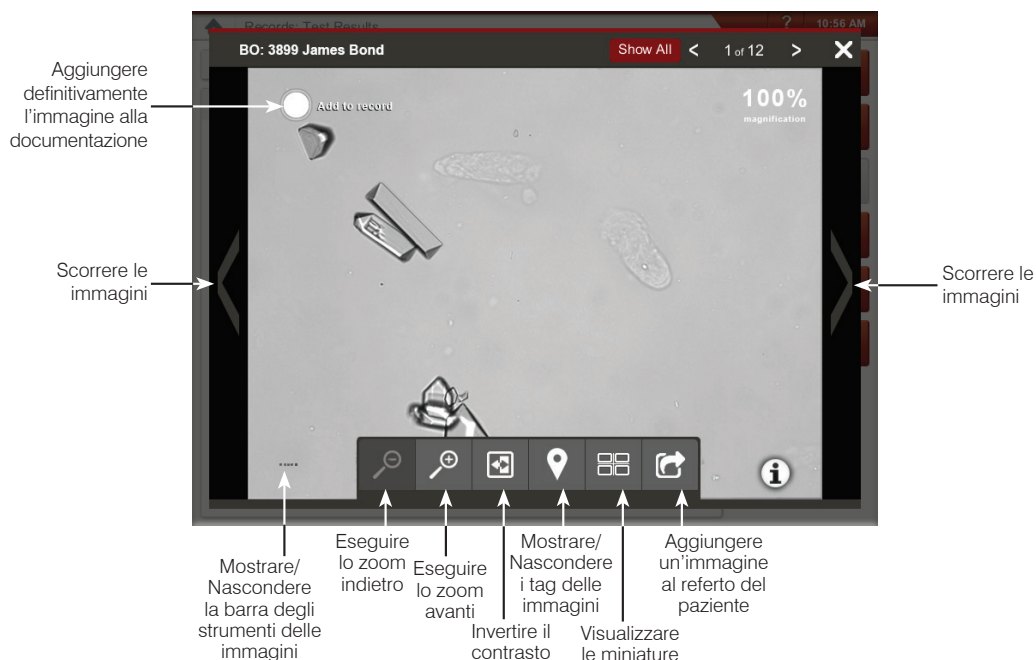 Records: Test Results
?
10:56 AM
BO: 3899 James Bond
Show All
<
1 of 12
>
X
Aggiungere
definitivamente
l'immagine alla
documentazione
Add to record
100%
magnification
Scorrere le
immagini
Scorrere le
immagini
i
Mostrare/
Nascondere
la barra degli
strumenti delle
immagini
Eseguire
lo zoom
indietro
Eseguire
lo zoom
avanti
Invertire il
contrasto
Mostrare/
Nascondere
i tag delle
immagini
Visualizzare
le miniature
Aggiungere
un'immagine
al referto del
paziente